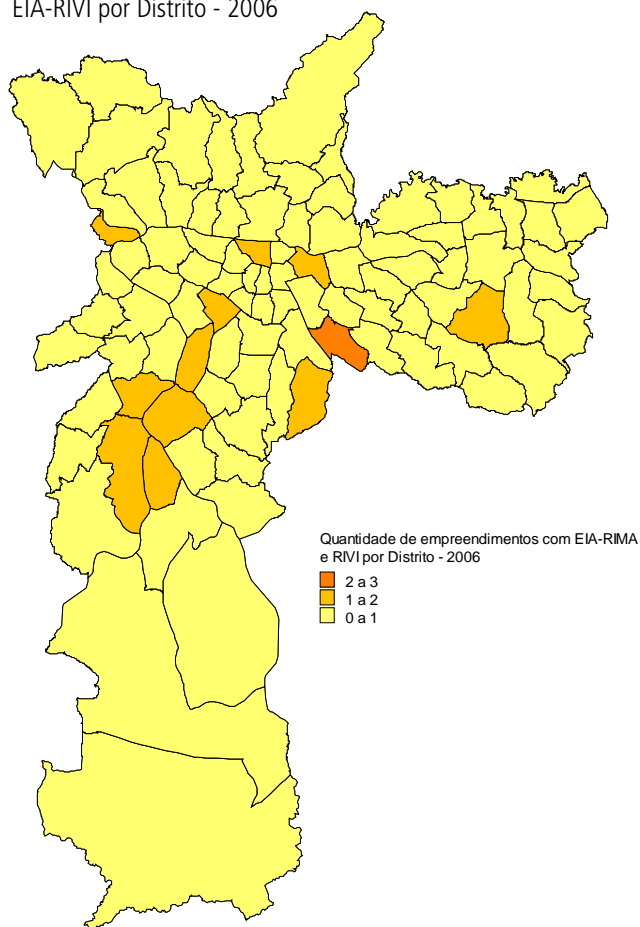 EIA-RIVI por Distrito - 2006
Quantidade de empreendimentos com EIA-RIMA
e RIVI por Distrito - 2006
2 a 3
1 a 2
0 a 1